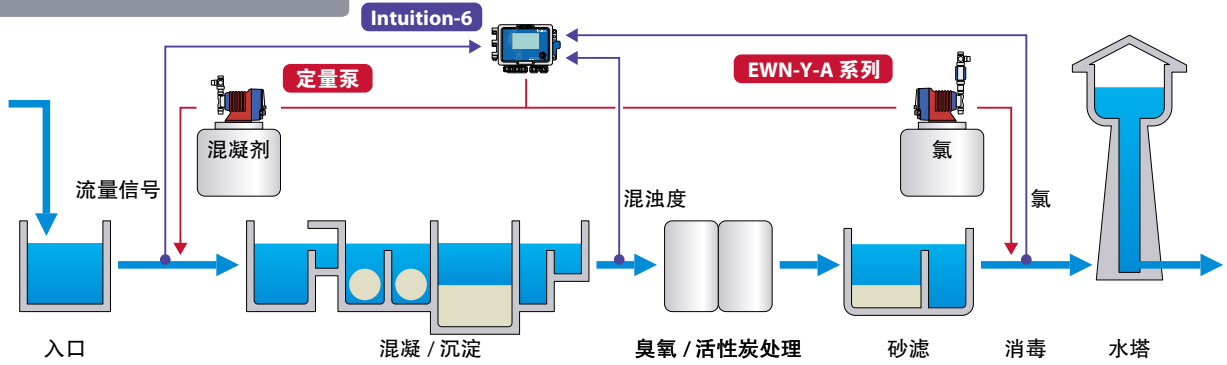 Intuition-6
定量泵
EWN-Y-A 系列
混凝剂
氯
流量信号
混浊度
氯
入口
混凝 / 沉淀
臭氧 / 活性炭处理
砂滤
消毒
水塔